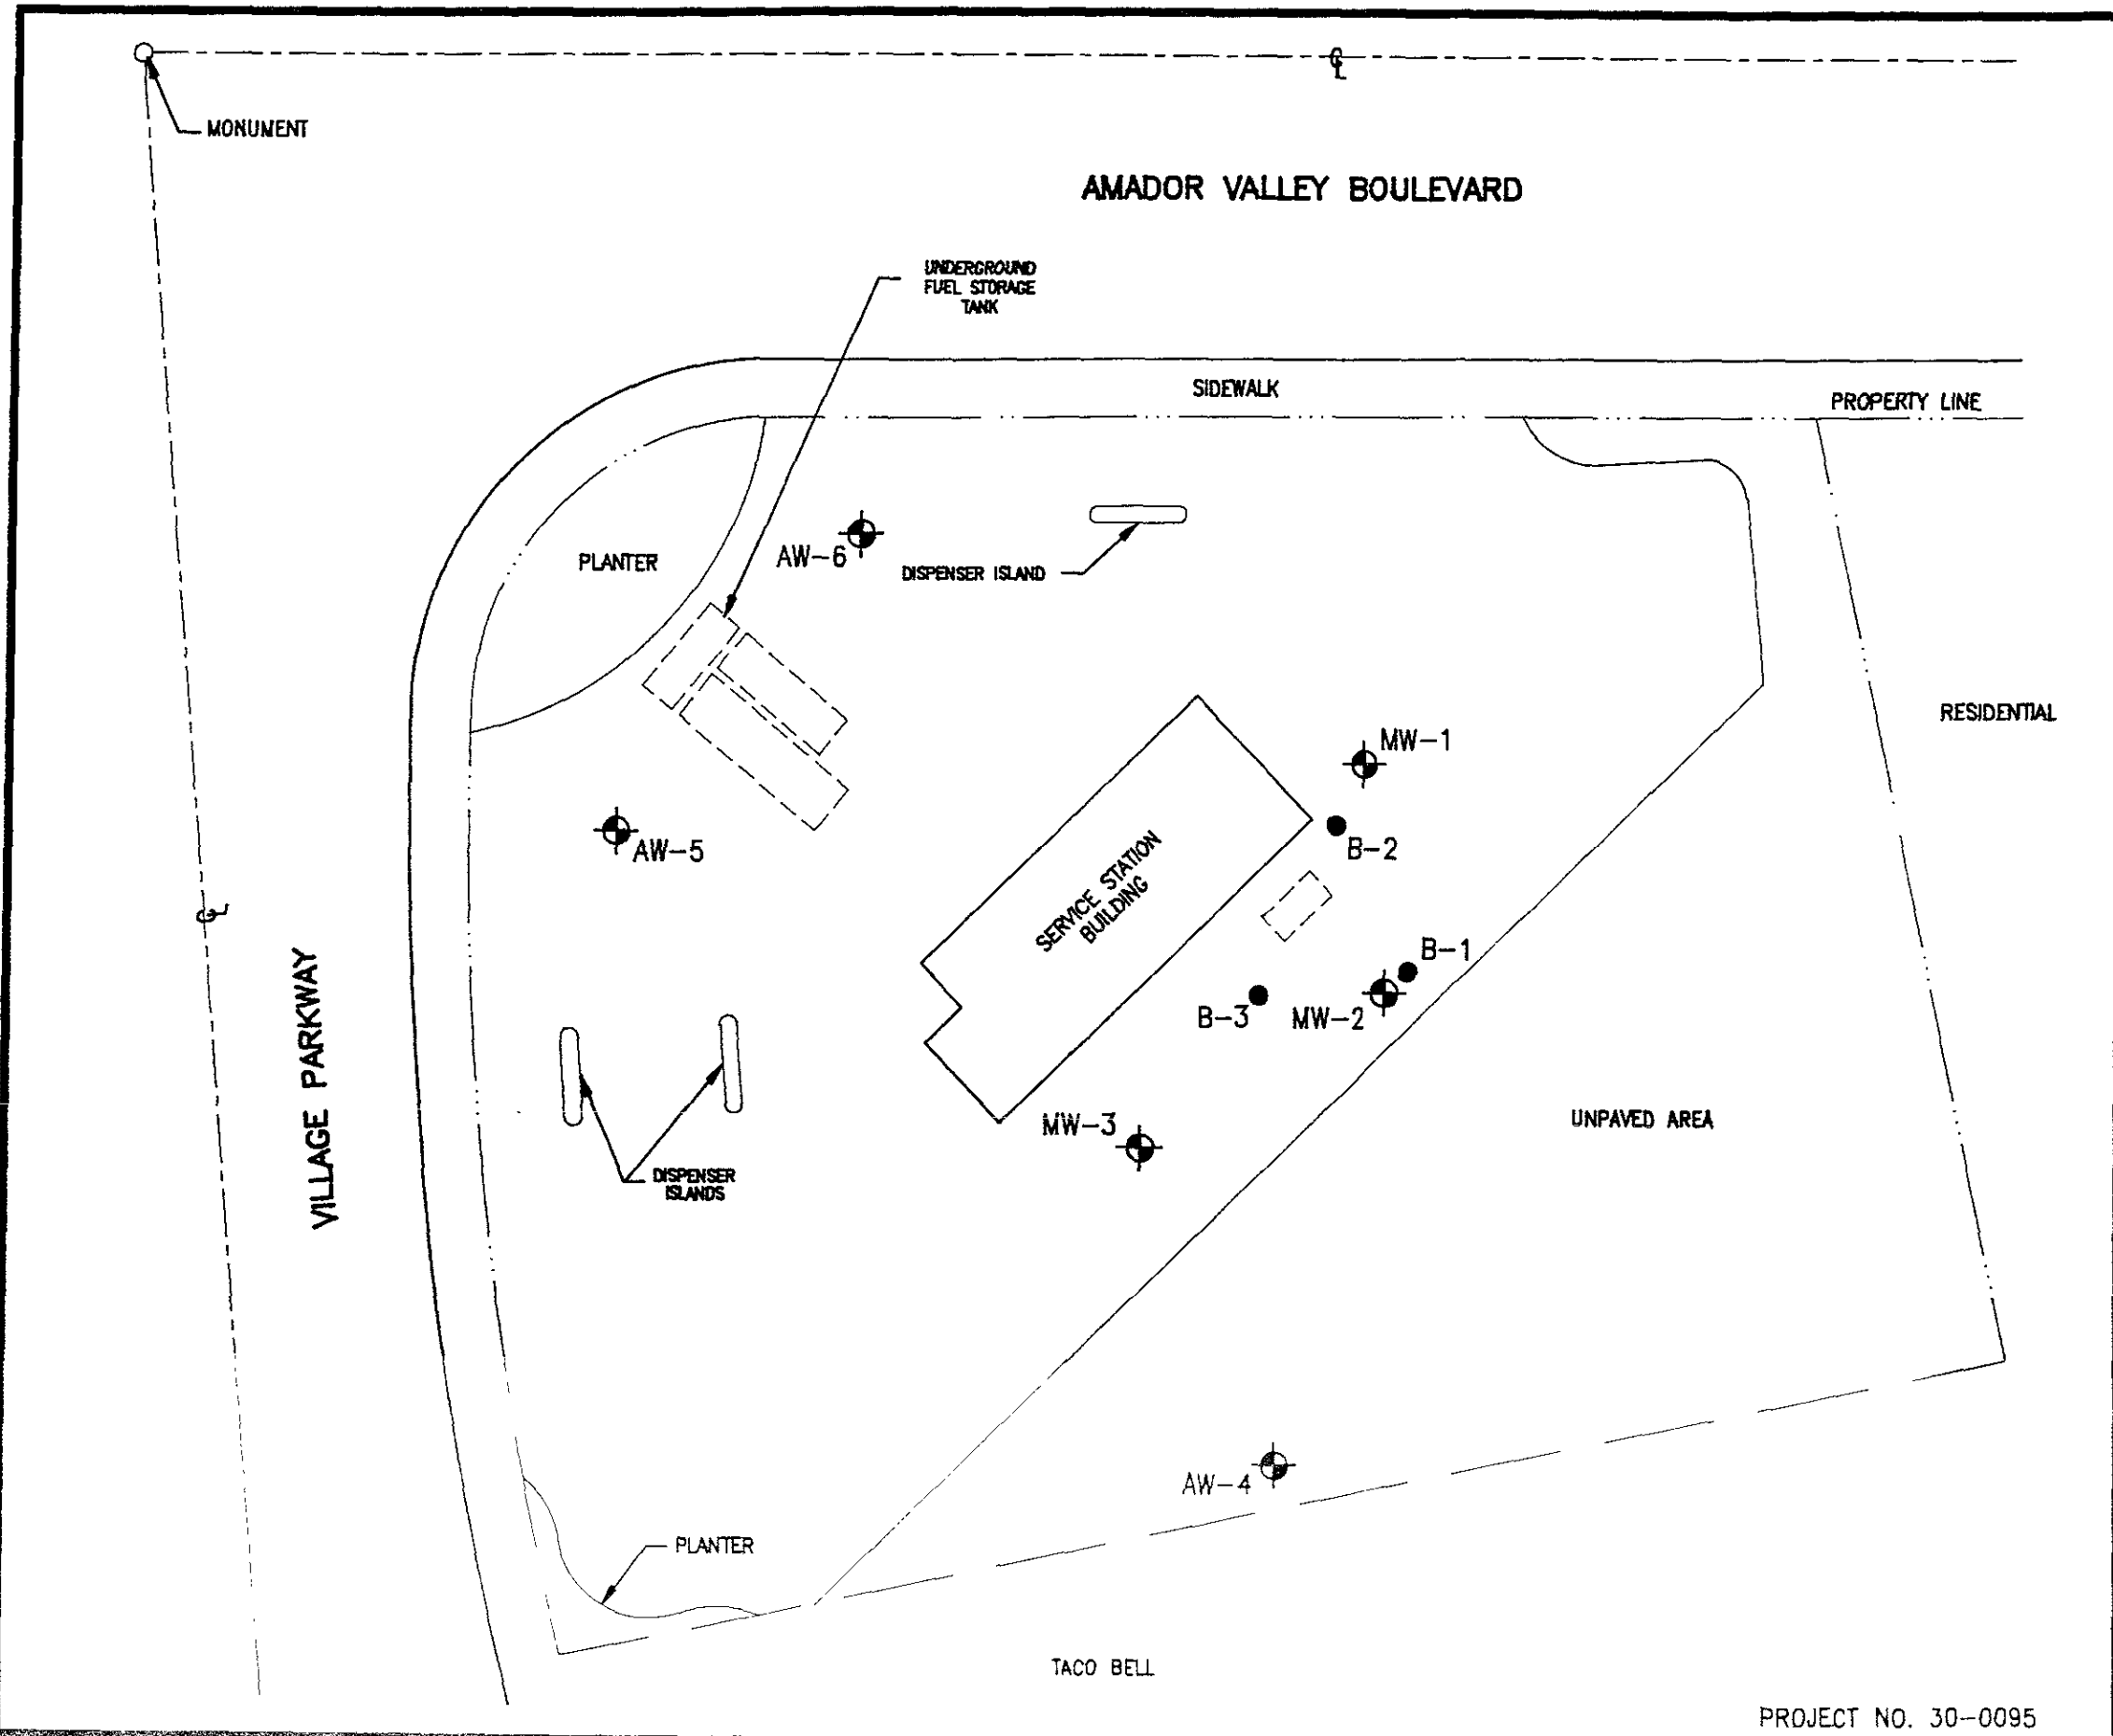 MONUMENT
AMADOR VALLEY BOULEVARD
UNDERGROUND
FUEL STORAGE
TANK
SIDEWALK
PROPERTY LINE
PLANTER
AW-6
DISPENSER ISLAND
RESIDENTIAL
MW-1
B-2
AW-5
SERVICE STATION
BUILDING
B-1
B-3
MW-2
VILLAGE PARKWAY
MW-3
UNPAVED AREA
DISPENSER
ISLANDS
AW-4
PLANTER
TACO BELL
PROJECT NO. 30-0095